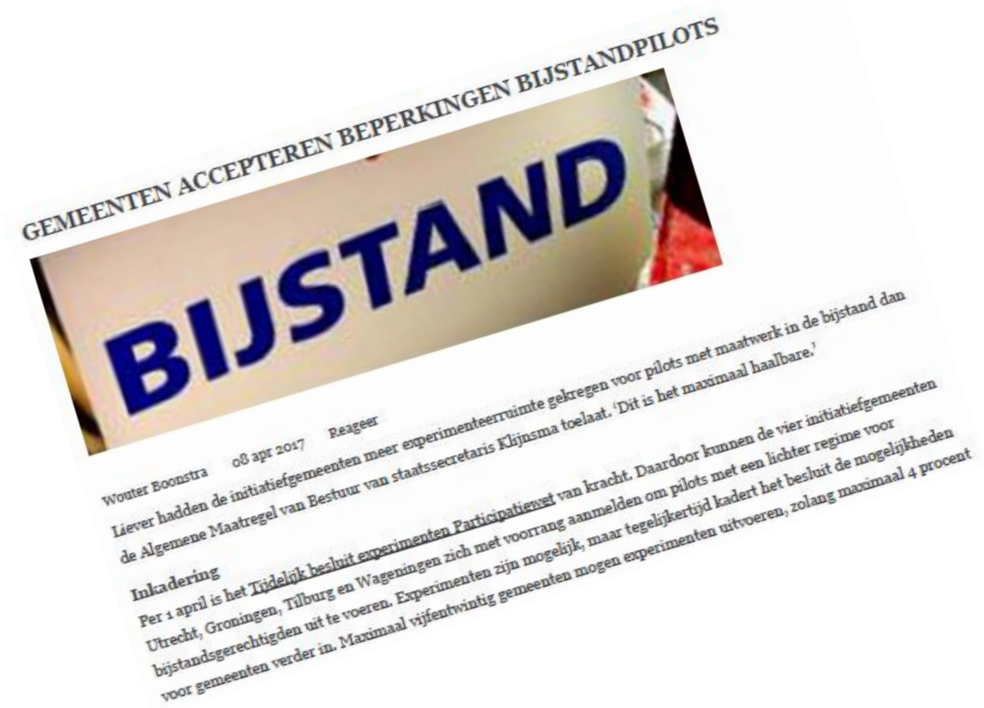 GEMEENTEN ACCEPTEREN BEPERKINGEN BIJSTANDPILOTS
BIJSTAND
Wouter Boonstra 08 apr 2017 Reageer
Liever hadden de initiatiefgemeenten meer experimenteerruimte gekregen voor pilots met maatwerk in de bijstand dan
de Algemene Maatregel van Bestuur van staatssecretaris Klijnsma toelaat. ‘Dit is het maximaal haalbare.’
Inkadering
Per 1 april is het Tijdelijk besluit experimenten Participatiewet van kracht. Daardoor kunnen de vier initiatiefgemeenten
Utrecht, Groningen, Tilburg en Wageningen zich met voorrang aanmelden om pilots met een lichter regime voor
bijstandsgerechtigden uit te voeren. Experimenten zijn mogelijk, maar tegelijkertijd kadert het besluit de mogelijkheden
voor gemeenten verder in. Maximaal vijfentwintig gemeenten mogen experimenten uitvoeren, zolang maximaal 4 procent